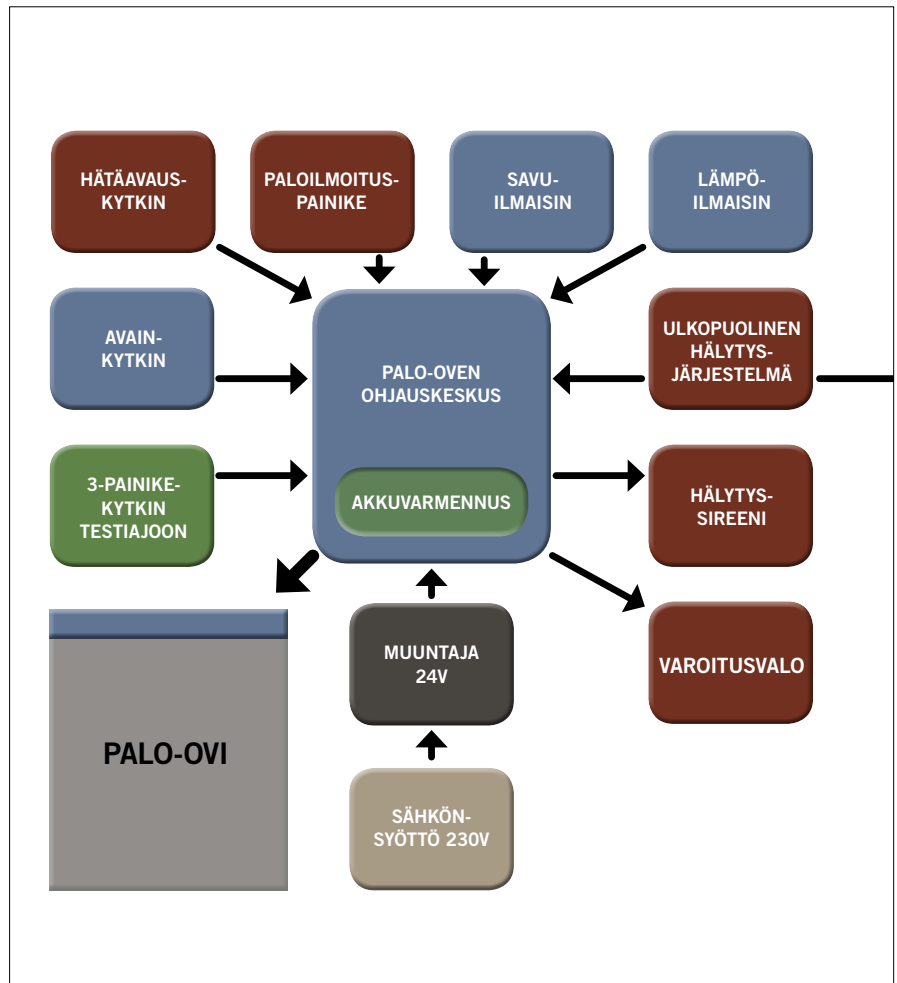 HÄTÄAVAUS-
KYTKIN
PALOILMOITUS-
PAINIKE
SAVU-
ILMAISIN
LÄMPÖ-
ILMAISIN
AVAIN-
KYTKIN
PALO-OVEN
OHJAUSKESKUS
ULKOPUOLINEN
HÄLYTYS-
JÄRJESTELMÄ
3-PAINIKE-
KYTKIN
TESTIAJOON
AKKUVARMENNUS
HÄLYTYS-
SIREENI
PALO-OVI
MUUNTAJA
24V
VAROITUSVALO
SÄHKÖN-
SYÖTTÖ 230V